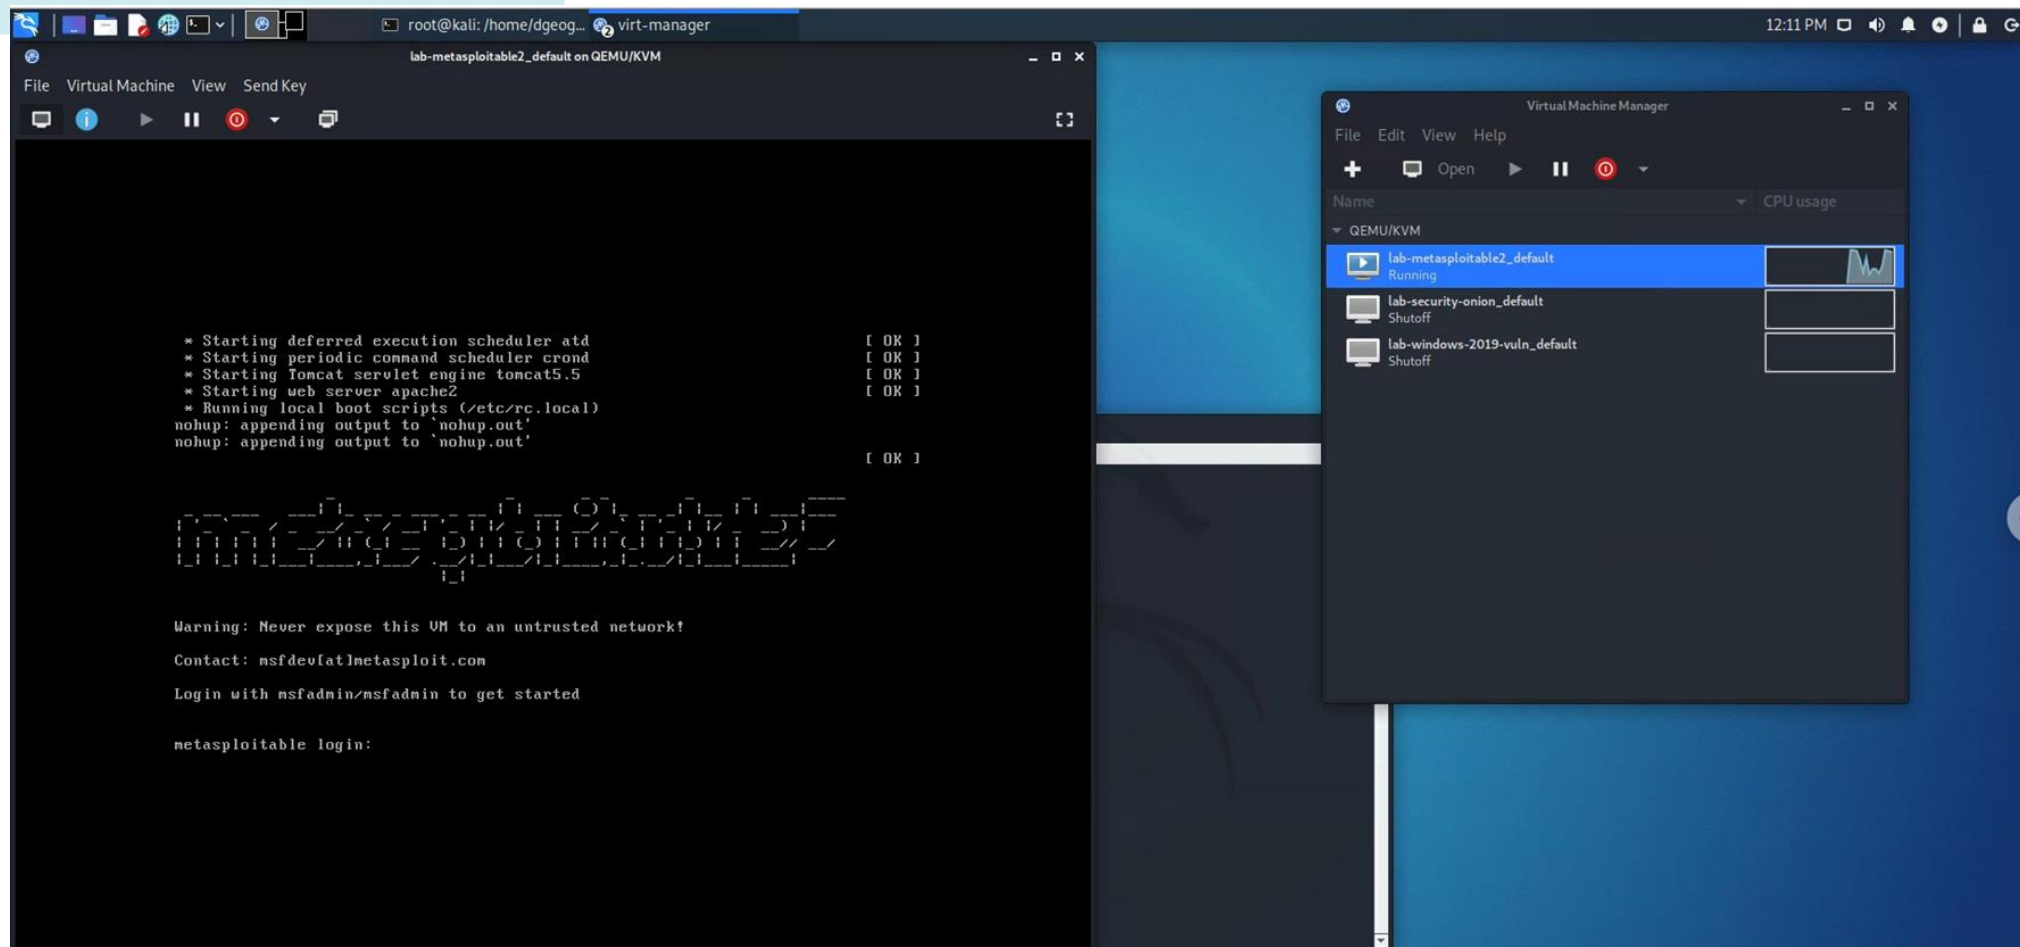 root@kali: /home/dgeog...
virt-manager
12:11 PM
lab-metasploitable2_default on QEMU/KVM
File Virtual Machine View Send Key
* Starting deferred execution scheduler atd [ OK ]
* Starting periodic command scheduler crond [ OK ]
* Starting Tomcat servlet engine tomcat5.5 [ OK ]
* Starting web server apache2 [ OK ]
* Running local boot scripts (/etc/rc.local)
nohup: appending output to `nohup.out'
nohup: appending output to `nohup.out'
[ OK ]
metasploitable2
Warning: Never expose this VM to an untrusted network!
Contact: msfdev[at]metasploit.com
Login with msfadmin/msfadmin to get started
metasploitable login:
Virtual Machine Manager
File Edit View Help
Open
Name CPU usage
QEMU/KVM
lab-metasploitable2_default
Running
lab-security-onion_default
Shutoff
lab-windows-2019-vuln_default
Shutoff